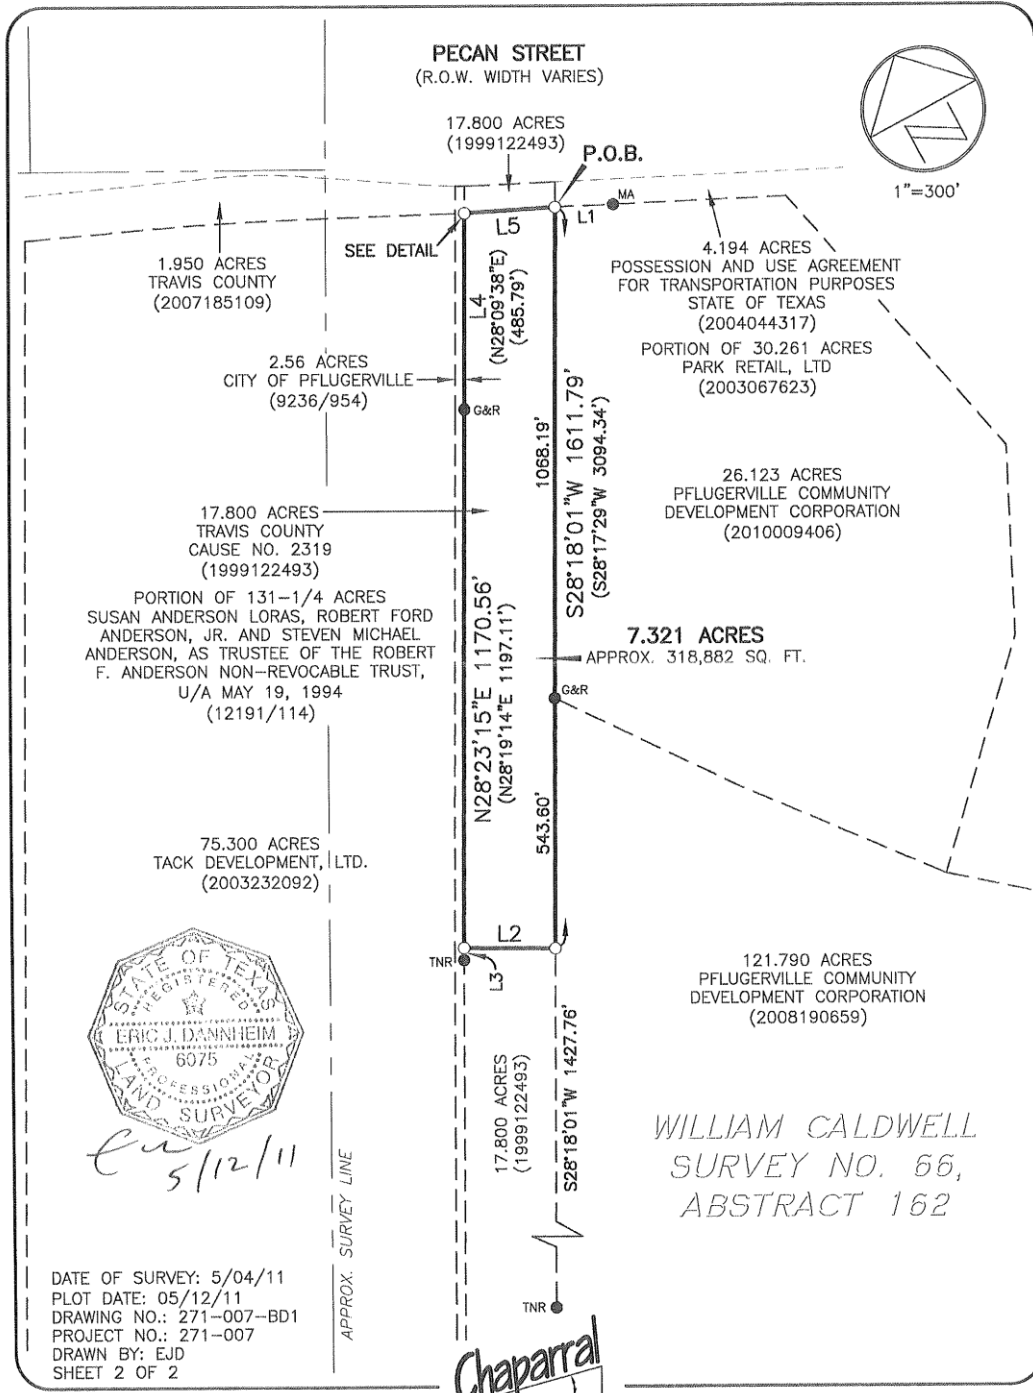 PECAN STREET
(R.O.W. WIDTH VARIES)
17.800 ACRES
(1999122493)
P.O.B.
1"=300'
MA
L1
L5
SEE DETAIL
1.950 ACRES
TRAVIS COUNTY
(2007185109)
L4
(N28°09'38"E)
(485.79')
4.194 ACRES
POSSESSION AND USE AGREEMENT
FOR TRANSPORTATION PURPOSES
STATE OF TEXAS
(2004044317)
PORTION OF 30.261 ACRES
PARK RETAIL, LTD
(2003067623)
2.56 ACRES
CITY OF PFLUGERVILLE
(9236/954)
G&R
1068.19'
S28°18'01"W 1611.79'
(S28°17'29"W 3094.34')
26.123 ACRES
PFLUGERVILLE COMMUNITY
DEVELOPMENT CORPORATION
(2010009406)
17.800 ACRES
TRAVIS COUNTY
CAUSE NO. 2319
(1999122493)
PORTION OF 131-1/4 ACRES
SUSAN ANDERSON LORAS, ROBERT FORD
ANDERSON, JR. AND STEVEN MICHAEL
ANDERSON, AS TRUSTEE OF THE ROBERT
F. ANDERSON NON-REVOCABLE TRUST,
U/A MAY 19, 1994
(12191/114)
N28°23'15"E 1170.56'
(N28°19'14"E 1197.11')
7.321 ACRES
APPROX. 318,882 SQ. FT.
G&R
543.60'
75.300 ACRES
TACK DEVELOPMENT, LTD.
(2003232092)
L2
TNR
L3
STATE OF TEXAS
REGISTERED
ERIC J. DANNHEIM
6075
PROFESSIONAL
LAND SURVEYOR
5/12/11
121.790 ACRES
PFLUGERVILLE COMMUNITY
DEVELOPMENT CORPORATION
(2008190659)
17.800 ACRES
(1999122493)
S28°18'01"W 1427.76'
WILLIAM CALDWELL
SURVEY NO. 66,
ABSTRACT 162
APPROX. SURVEY LINE
DATE OF SURVEY: 5/04/11
PLOT DATE: 05/12/11
DRAWING NO.: 271-007-BD1
PROJECT NO.: 271-007
DRAWN BY: EJD
SHEET 2 OF 2
TNR
Chaparral